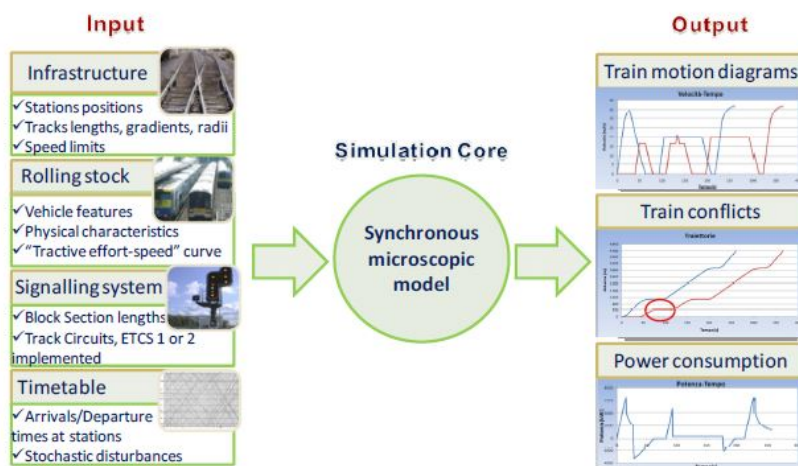 Input
Infrastructure
✓Stations positions
✓Tracks lengths, gradients, radii
✓Speed limits
Rolling stock
✓Vehicle features
✓Physical characteristics
✓"Tractive effort-speed" curve
Signalling system
✓Block Section lengths
✓Track Circuits, ETCS 1 or 2
implemented
Timetable
✓Arrivals/Departure
times at stations
✓Stochastic disturbances
Simulation Core
Synchronous
microscopic
model
Output
Train motion diagrams
Velocità-Tempo
Train conflicts
Traiettorie
Tempo[s]
Power consumption
Potenza-Tempo